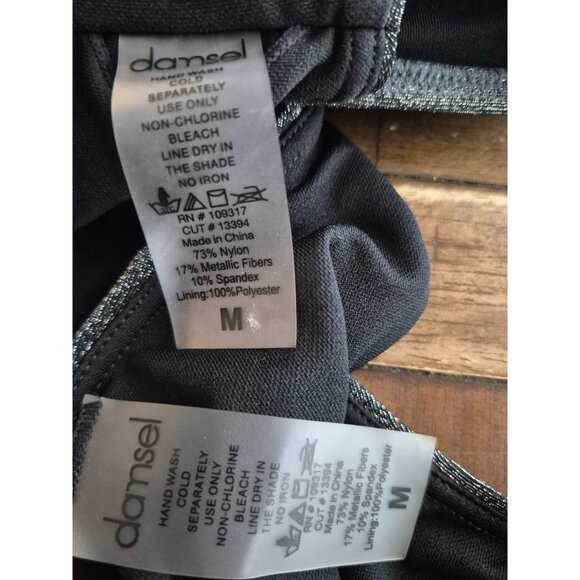 damsel
HAND WASH
COLD
SEPARATELY
USE ONLY
NON-CHLORINE
BLEACH
LINE DRY IN
THE SHADE
NO IRON
RN # 109317
CUT # 13394
Made in China
73% Nylon
17% Metallic Fibers
10% Spandex
Lining:100%Polyester
M
damsel
HAND WASH
COLD
SEPARATELY
USE ONLY
NON-CHLORINE
BLEACH
LINE DRY IN
THE SHADE
NO IRON
RN # 109317
CUT # 13394
Made in China
73% Nylon
17% Metallic Fibers
10% Spandex
Lining:100%Polyester
M